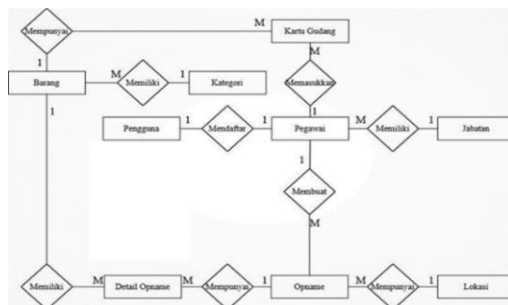 Mempunyai
M
Kartu Gudang
1
M
Barang
M
Memiliki
1
Kategori
Memasukkan
1
1
Pengguna
1
Mendaftar
1
Pegawai
M
Memiliki
1
Jabatan
1
Membuat
M
Memiliki
M
Detail Opname
M
Mempunyai
1
Opname
M
Mempunyai
1
Lokasi